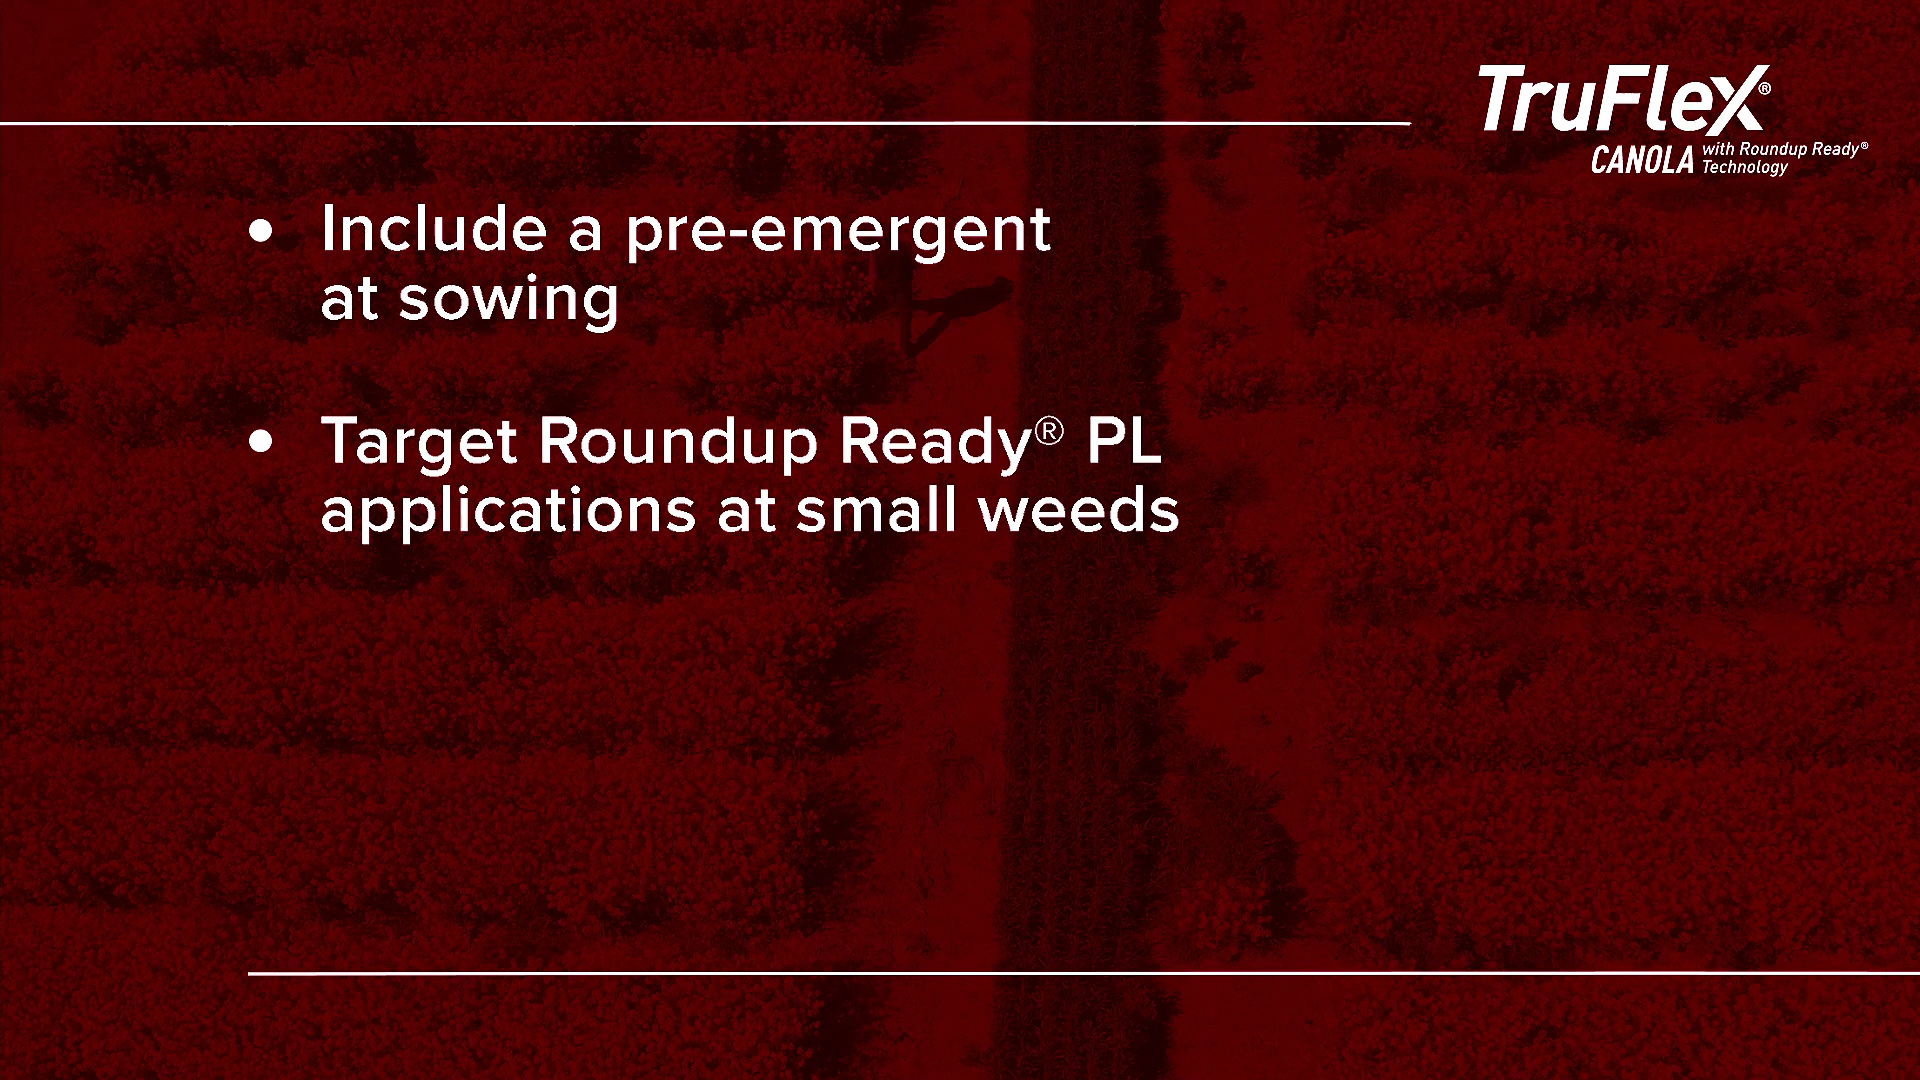 TruFlex®
CANOLA with Roundup Ready®
Technology
• Include a pre-emergent
at sowing
• Target Roundup Ready® PL
applications at small weeds